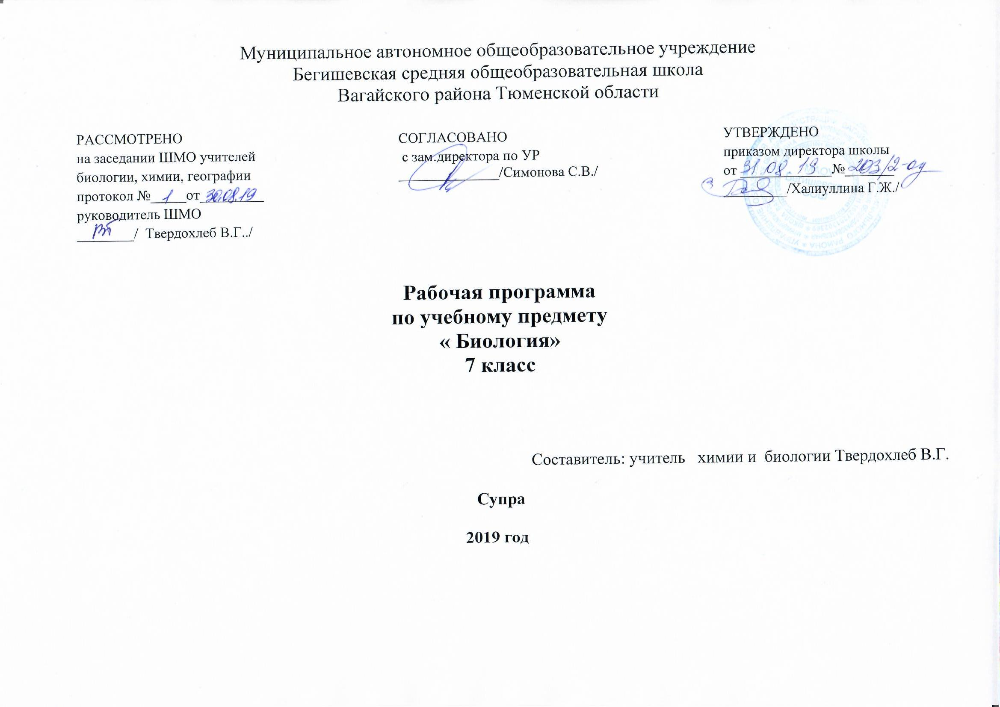 Муниципальное автономное общеобразовательное учреждение
Бегишевская средняя общеобразовательная школа
Вагайского района Тюменской области
РАССМОТРЕНО
на заседании ШМО учителей
биологии, химии, географии
протокол № 1 от 30.08.19
руководитель ШМО
/ Твердохлеб В.Г../
СОГЛАСОВАНО
с зам.директора по УР
/Симонова С.В./
УТВЕРЖДЕНО
приказом директора школы
от 31.08.19 № 203/2-од
/Халиуллина Г.Ж./
Рабочая программа
по учебному предмету
« Биология»
7 класс
Составитель: учитель химии и биологии Твердохлеб В.Г.
Супра
2019 год